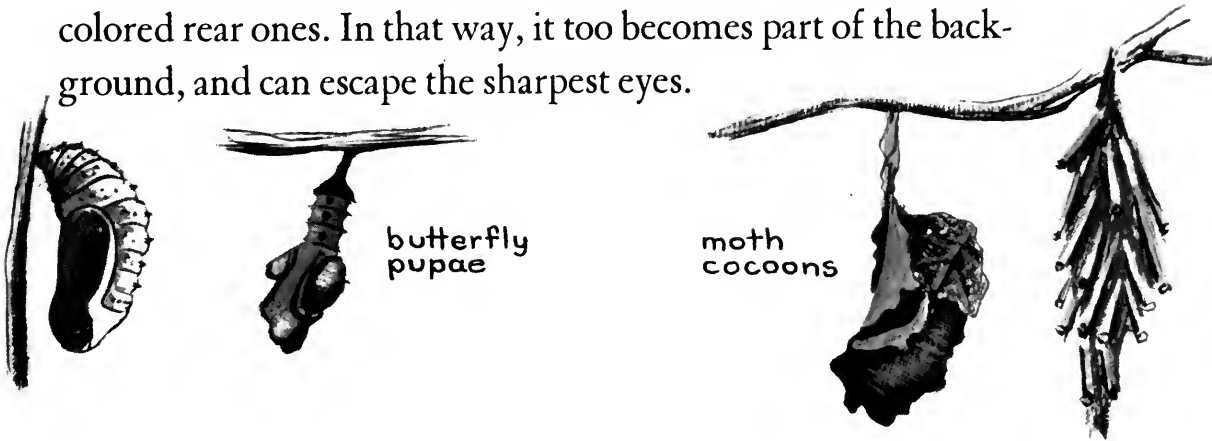 colored rear ones. In that way, it too becomes part of the back-
ground, and can escape the sharpest eyes.
butterfly
pupae
moth
cocoons